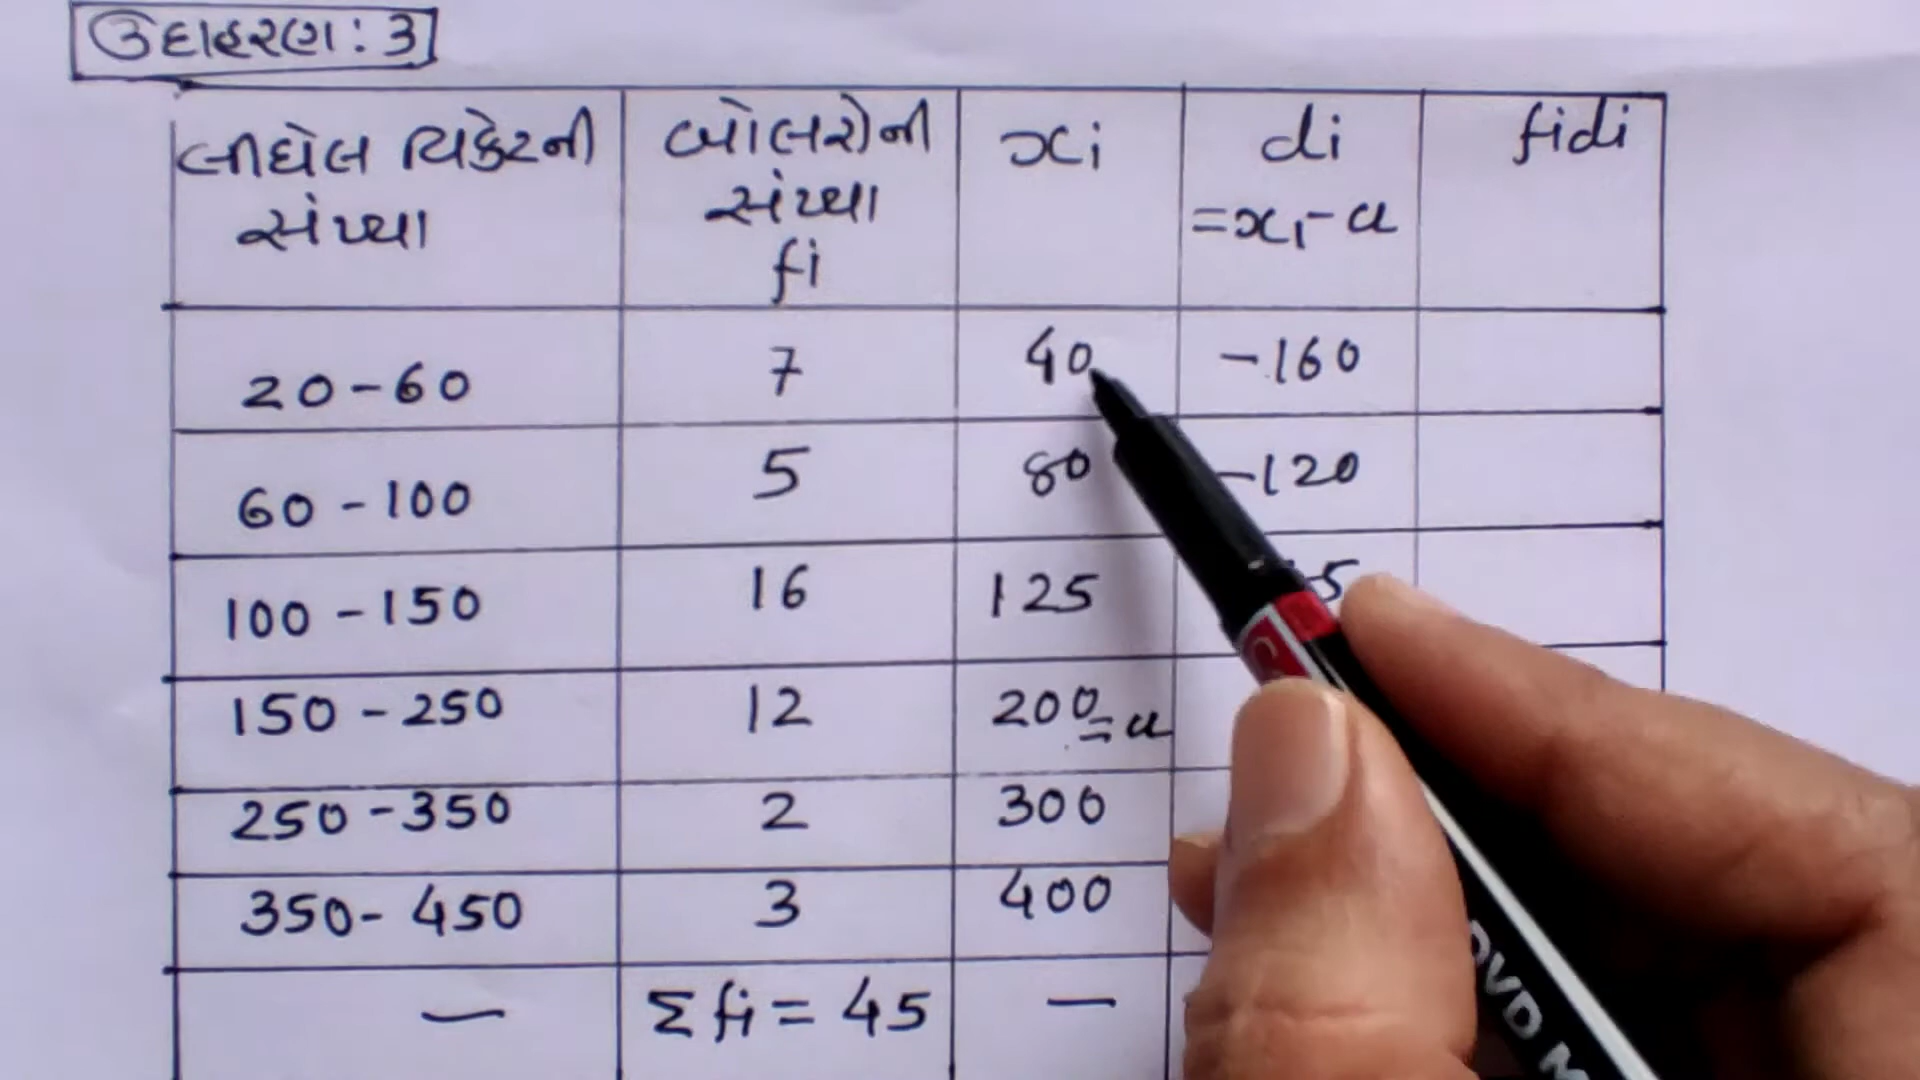 ઉદાહરણ : 3
લીધેલ વિકેટની સંખ્યા
બોલરોની સંખ્યા fi
xi
di = xi - a
fidi
20 - 60 7 40 -160
60 - 100 5 80 -120
100 - 150 16 125 5
150 - 250 12 200 = a
250 - 350 2 300
350 - 450 3 400
— Σfi = 45 —
DVD M